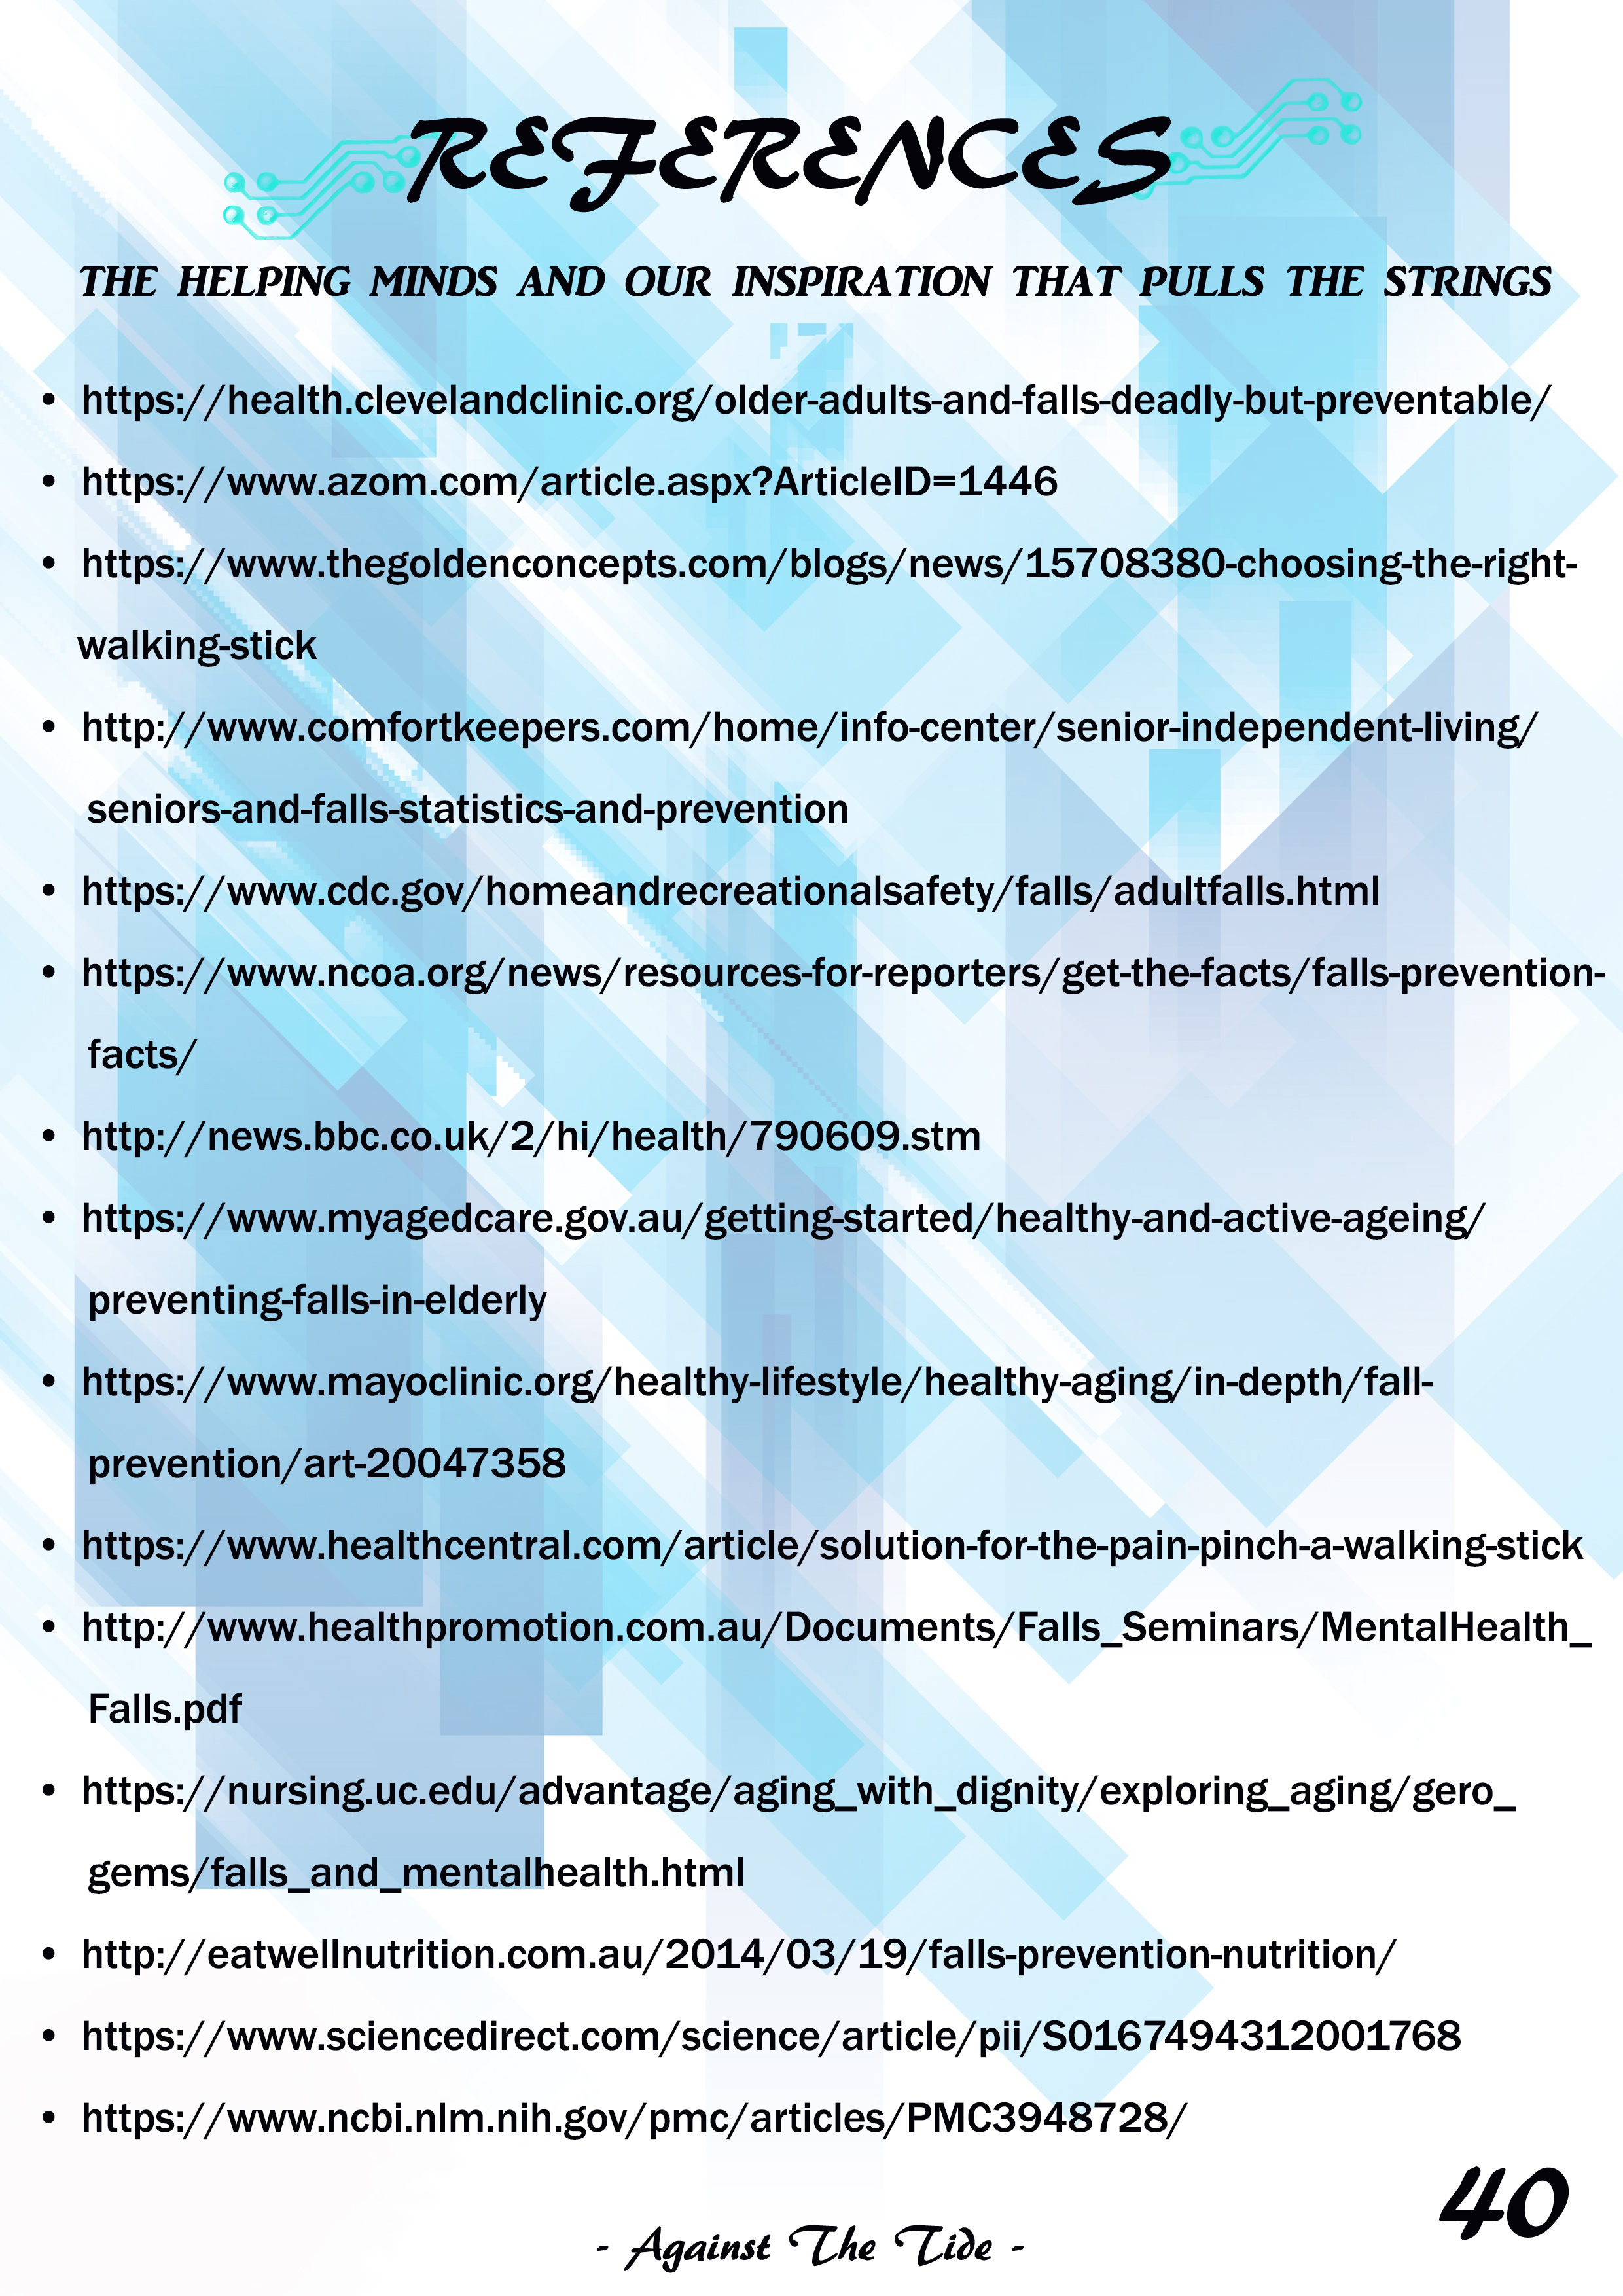 REFERENCES
THE HELPING MINDS AND OUR INSPIRATION THAT PULLS THE STRINGS
• https://health.clevelandclinic.org/older-adults-and-falls-deadly-but-preventable/
• https://www.azom.com/article.aspx?ArticleID=1446
• https://www.thegoldenconcepts.com/blogs/news/15708380-choosing-the-right-
walking-stick
• http://www.comfortkeepers.com/home/info-center/senior-independent-living/
seniors-and-falls-statistics-and-prevention
• https://www.cdc.gov/homeandrecreationalsafety/falls/adultfalls.html
• https://www.ncoa.org/news/resources-for-reporters/get-the-facts/falls-prevention-
facts/
• http://news.bbc.co.uk/2/hi/health/790609.stm
• https://www.myagedcare.gov.au/getting-started/healthy-and-active-ageing/
preventing-falls-in-elderly
• https://www.mayoclinic.org/healthy-lifestyle/healthy-aging/in-depth/fall-
prevention/art-20047358
• https://www.healthcentral.com/article/solution-for-the-pain-pinch-a-walking-stick
• http://www.healthpromotion.com.au/Documents/Falls_Seminars/MentalHealth_
Falls.pdf
• https://nursing.uc.edu/advantage/aging_with_dignity/exploring_aging/gero_
gems/falls_and_mentalhealth.html
• http://eatwellnutrition.com.au/2014/03/19/falls-prevention-nutrition/
• https://www.sciencedirect.com/science/article/pii/S0167494312001768
• https://www.ncbi.nlm.nih.gov/pmc/articles/PMC3948728/
40
- Against The Tide -